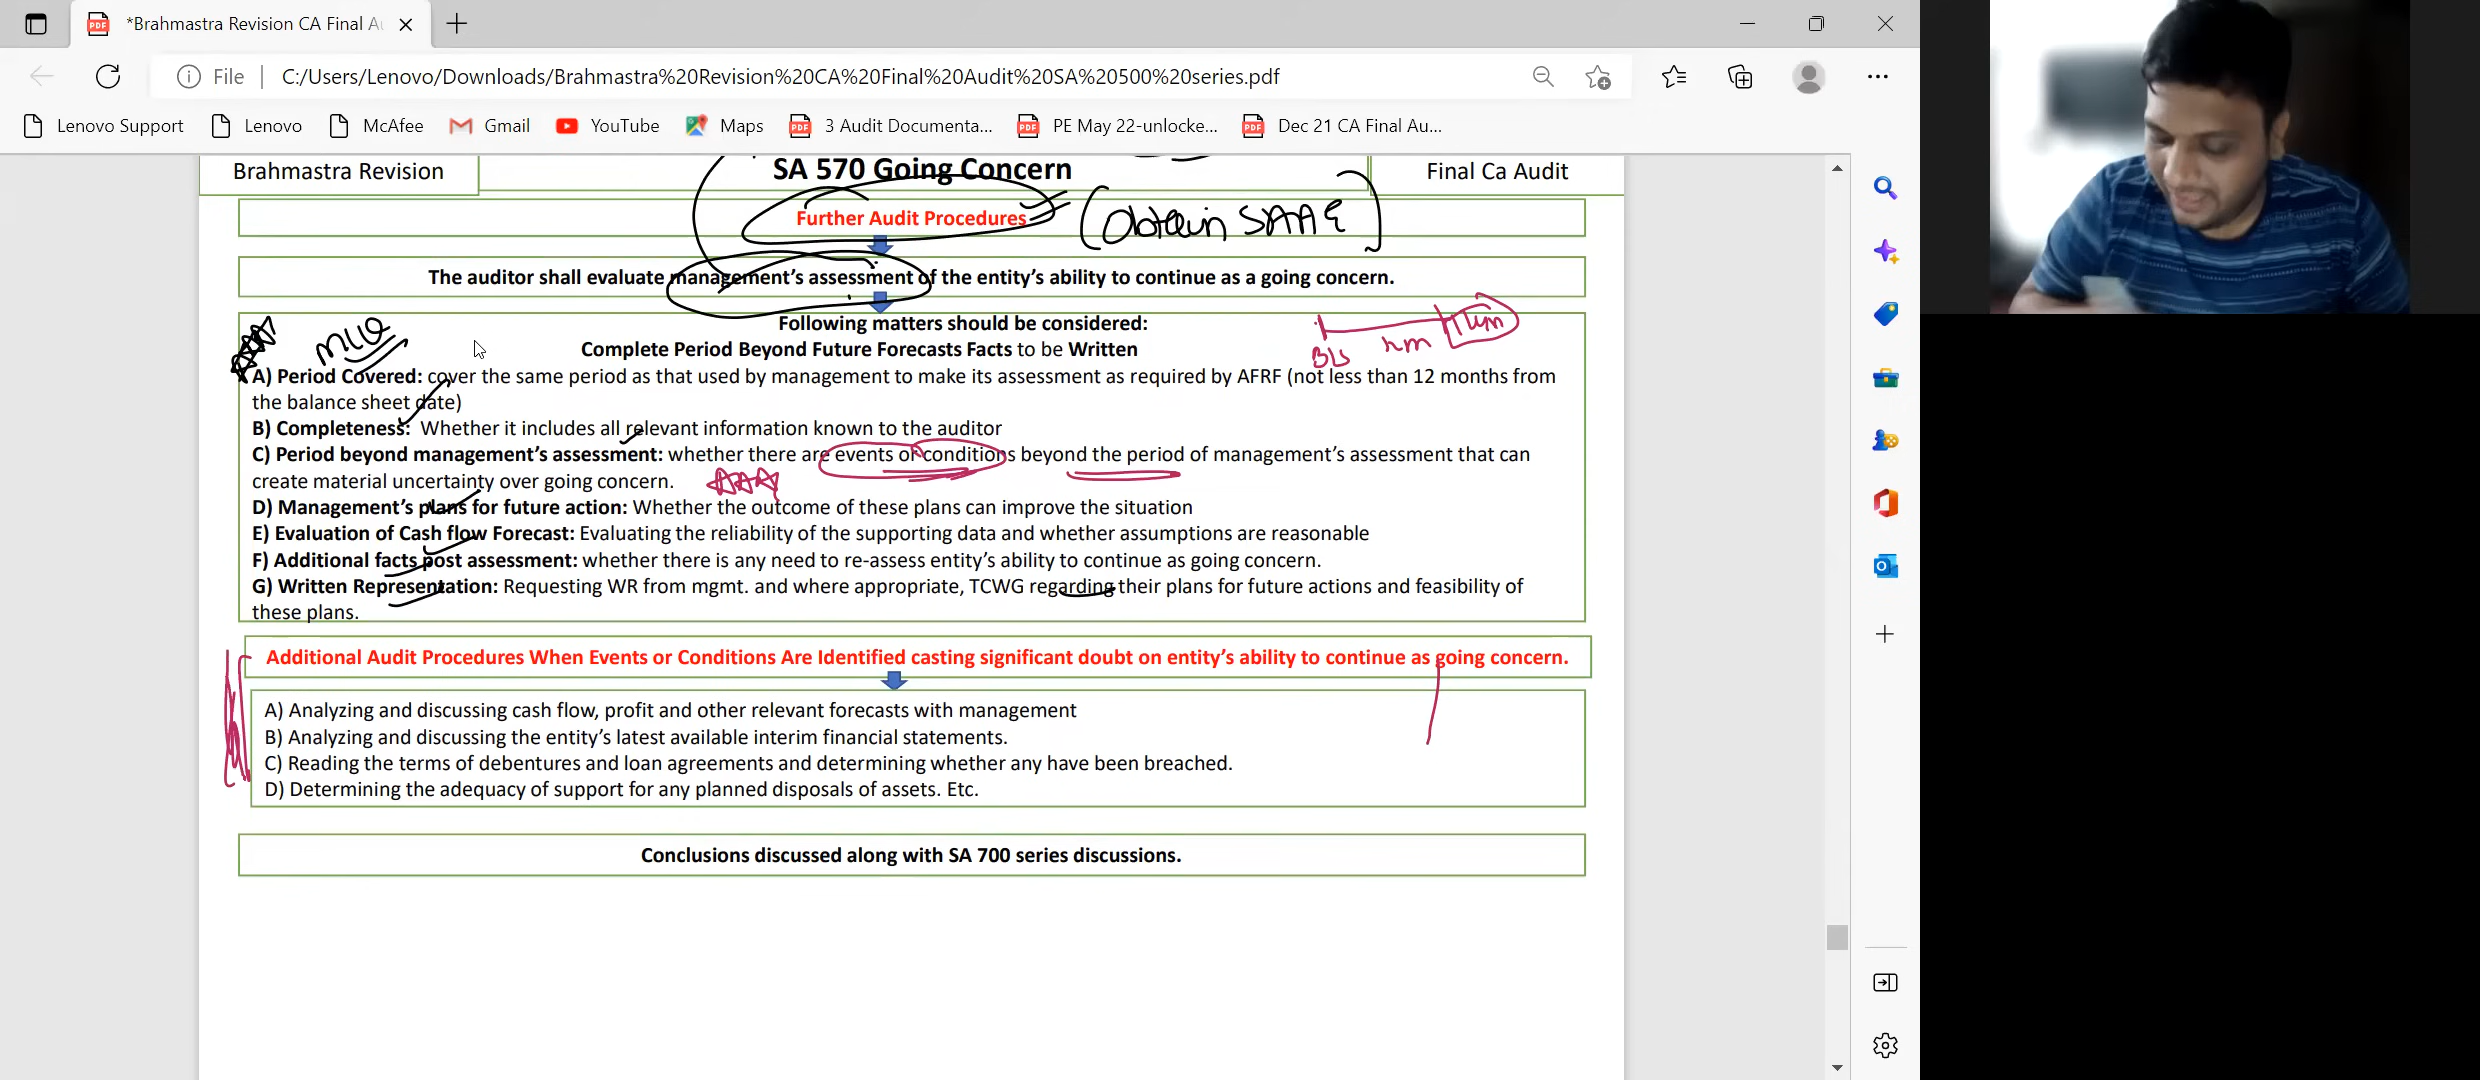 *Brahmastra Revision CA Final Au
File
C:/Users/Lenovo/Downloads/Brahmastra%20Revision%20CA%20Final%20Audit%20SA%20500%20series.pdf
Lenovo Support Lenovo McAfee Gmail YouTube Maps 3 Audit Documenta... PE May 22-unlocke... Dec 21 CA Final Au...
Brahmastra Revision
SA 570 Going Concern
Final Ca Audit
Further Audit Procedures
(Obtain SAAE)
The auditor shall evaluate management's assessment of the entity's ability to continue as a going concern.
Following matters should be considered:
MCQ
Complete Period Beyond Future Forecasts Facts to be Written
B/S
A) Period Covered: cover the same period as that used by management to make its assessment as required by AFRF (not less than 12 months from
the balance sheet date)
B) Completeness: Whether it includes all relevant information known to the auditor
C) Period beyond management's assessment: whether there are events or conditions beyond the period of management's assessment that can
create material uncertainty over going concern.
D) Management's plans for future action: Whether the outcome of these plans can improve the situation
E) Evaluation of Cash flow Forecast: Evaluating the reliability of the supporting data and whether assumptions are reasonable
F) Additional facts post assessment: whether there is any need to re-assess entity's ability to continue as going concern.
G) Written Representation: Requesting WR from mgmt. and where appropriate, TCWG regarding their plans for future actions and feasibility of
these plans.
Additional Audit Procedures When Events or Conditions Are Identified casting significant doubt on entity's ability to continue as going concern.
A) Analyzing and discussing cash flow, profit and other relevant forecasts with management
B) Analyzing and discussing the entity's latest available interim financial statements.
C) Reading the terms of debentures and loan agreements and determining whether any have been breached.
D) Determining the adequacy of support for any planned disposals of assets. Etc.
Conclusions discussed along with SA 700 series discussions.